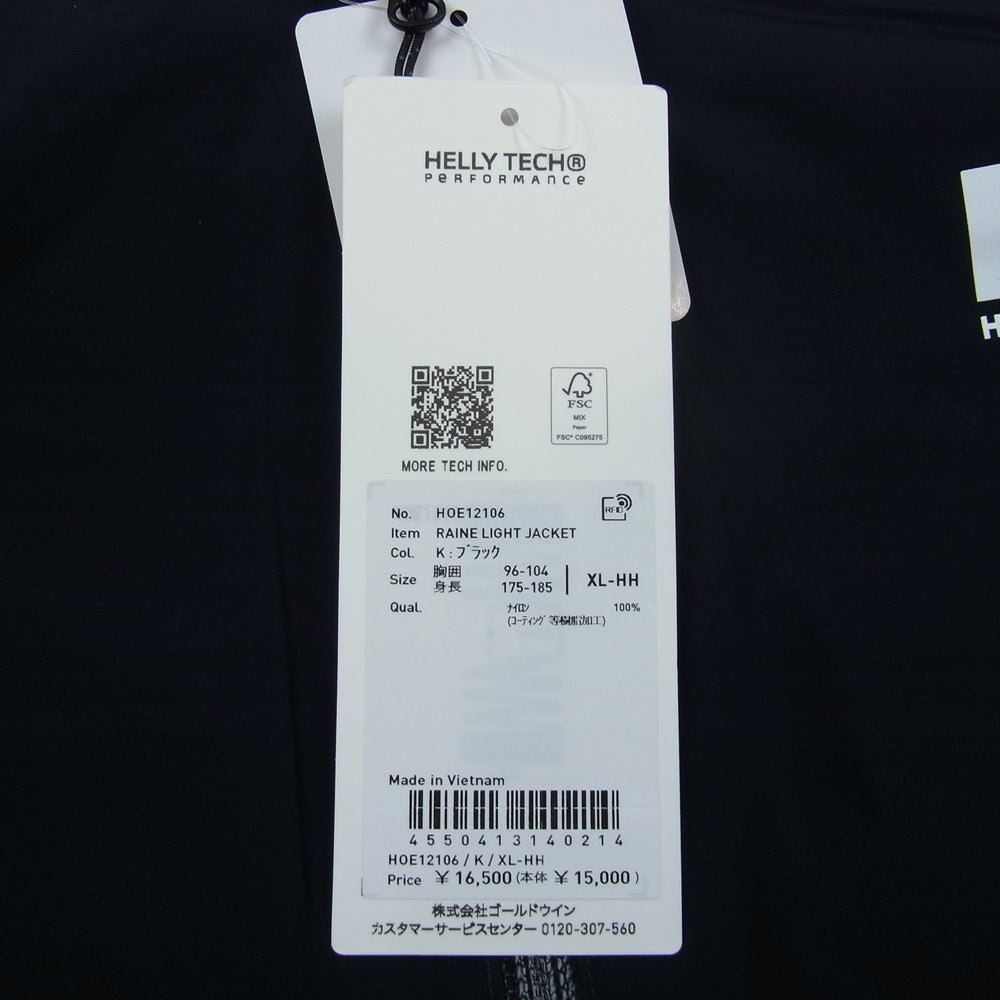 HELLY TECH®
PERFORMANCE
FSC
MIX
Paper
FSC® C095275
MORE TECH INFO.
No. HOE12106
RFID
Item RAINE LIGHT JACKET
Col. K : ブラック
Size 胸囲 96-104
身長 175-185
XL-HH
Qual. ナイロン 100%
(コーティング等樹脂加工)
Made in Vietnam
4550413140214
HOE12106 / K / XL-HH
Price ¥ 16,500 (本体 ¥ 15,000 )
株式会社ゴールドウイン
カスタマーサービスセンター 0120-307-560
H